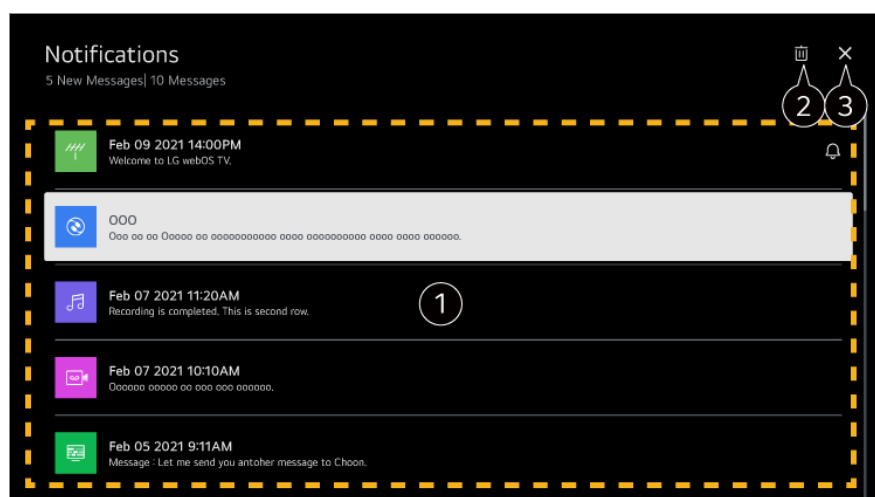 Notifications
5 New Messages| 10 Messages
2
3
Feb 09 2021 14:00PM
Welcome to LG webOS TV.
OOO
Ooo oo oo Ooooo oo ooooooooooo oooo oooooooooo oooo oooo oooooo.
Feb 07 2021 11:20AM
Recording is completed. This is second row.
1
Feb 07 2021 10:10AM
Oooooo ooooo oo ooo ooo oooooo.
Feb 05 2021 9:11AM
Message : Let me send you antoher message to Choon.